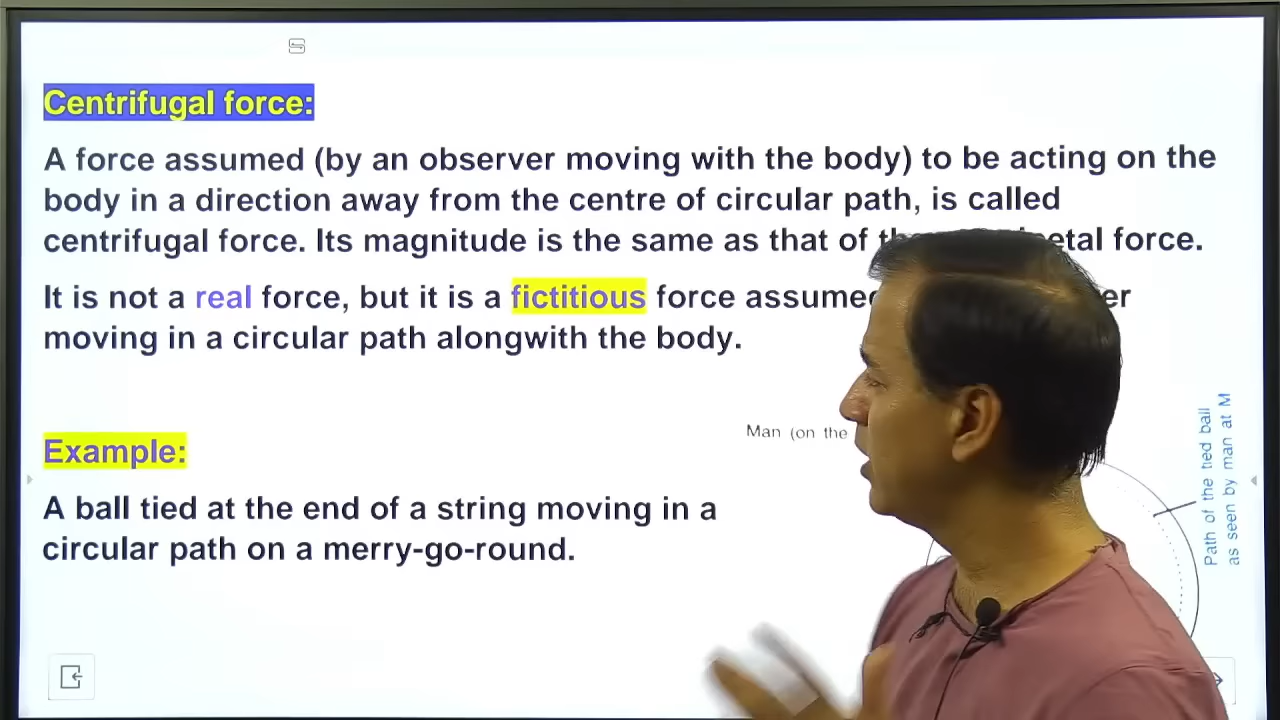 Centrifugal force:
A force assumed (by an observer moving with the body) to be acting on the
body in a direction away from the centre of circular path, is called
centrifugal force. Its magnitude is the same as that of etal force.
It is not a real force, but it is a fictitious force assumed er
moving in a circular path alongwith the body.
Example:
Man (on the
A ball tied at the end of a string moving in a
circular path on a merry-go-round.
Path of the tied ball
as seen by man at M